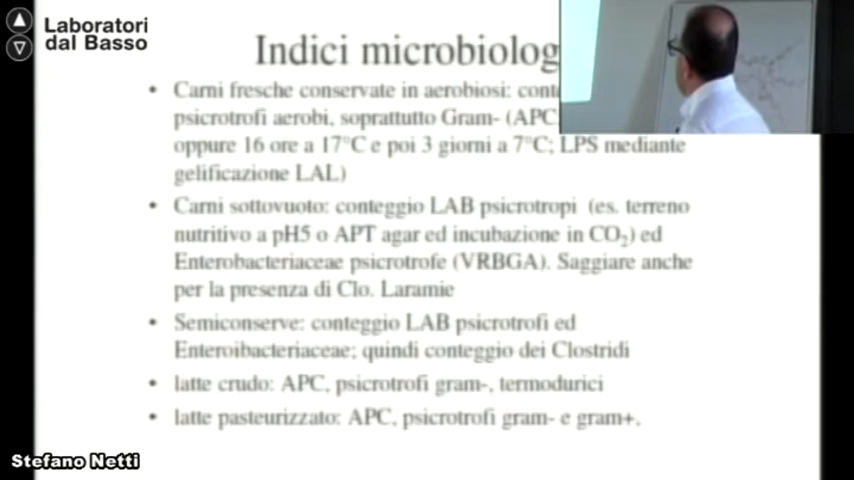 Laboratori
dal Basso
Indici microbiolog
• Carni fresche conservate in aerobiosi:
psicrotrofi aerobi, soprattutto Gram- (APC
oppure 16 ore a 17°C e poi 3 giorni a 7°C; LPS mediante
gelificazione LAL)
• Carni sottovuoto: conteggio LAB psicrotropi (es. terreno
nutritivo a pH5 o APT agar ed incubazione in CO₂) ed
Enterobacteriaceae psicrotrofe (VRBGA). Saggiare anche
per la presenza di Clo. Laramie
• Semiconserve: conteggio LAB psicrotrofi ed
Enteroibacteriaceae; quindi conteggio dei Clostridi
• latte crudo: APC, psicrotrofi gram-, termodurici
• latte pasteurizzato: APC, psicrotrofi gram- e gram+,
Stefano Netti